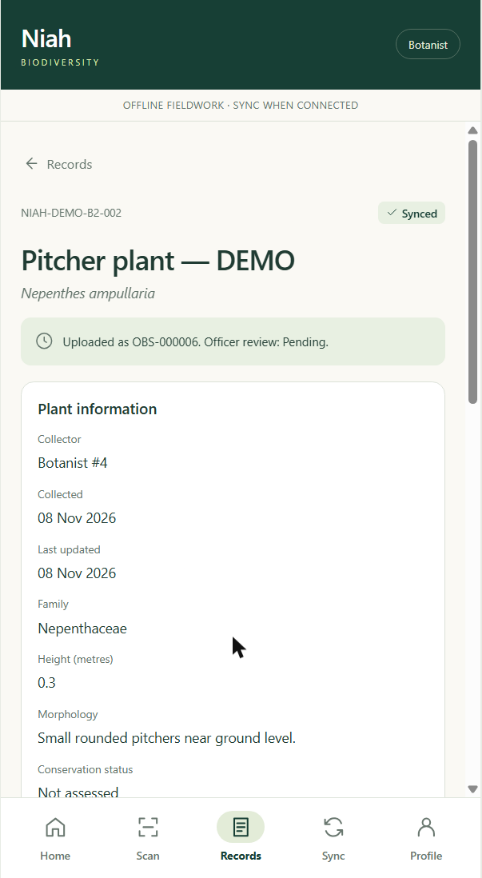 Niah
BIODIVERSITY
Botanist
OFFLINE FIELDWORK · SYNC WHEN CONNECTED
Records
NIAH-DEMO-B2-002
Synced
Pitcher plant — DEMO
Nepenthes ampullaria
Uploaded as OBS-000006. Officer review: Pending.
Plant information
Collector
Botanist #4
Collected
08 Nov 2026
Last updated
08 Nov 2026
Family
Nepenthaceae
Height (metres)
0.3
Morphology
Small rounded pitchers near ground level.
Conservation status
Not assessed
Home
Scan
Records
Sync
Profile